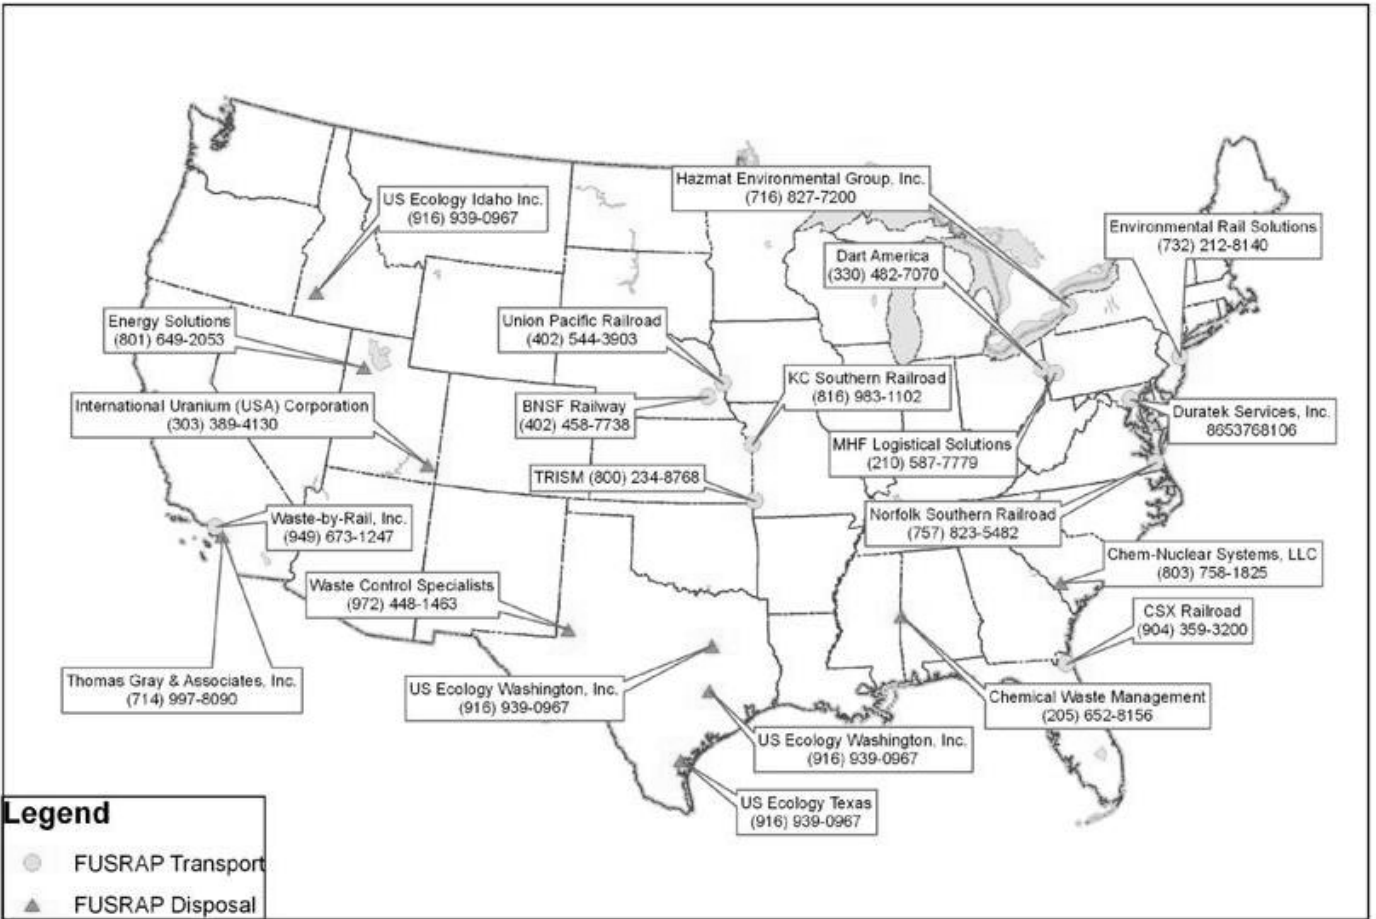 Hazmat Environmental Group, Inc.
(716) 827-7200
US Ecology Idaho Inc.
(916) 939-0967
Environmental Rail Solutions
(732) 212-8140
Dart America
(330) 482-7070
Energy Solutions
(801) 649-2053
Union Pacific Railroad
(402) 544-3903
KC Southern Railroad
(816) 983-1102
International Uranium (USA) Corporation
(303) 389-4130
BNSF Railway
(402) 458-7738
Duratek Services, Inc.
8653768106
MHF Logistical Solutions
(210) 587-7779
TRISM (800) 234-8768
Waste-by-Rail, Inc.
(949) 673-1247
Norfolk Southern Railroad
(757) 823-5482
Chem-Nuclear Systems, LLC
(803) 758-1825
Waste Control Specialists
(972) 448-1463
CSX Railroad
(904) 359-3200
Thomas Gray & Associates, Inc.
(714) 997-8090
US Ecology Washington, Inc.
(916) 939-0967
Chemical Waste Management
(205) 652-8156
US Ecology Washington, Inc.
(916) 939-0967
US Ecology Texas
(916) 939-0967
Legend
FUSRAP Transport
FUSRAP Disposal